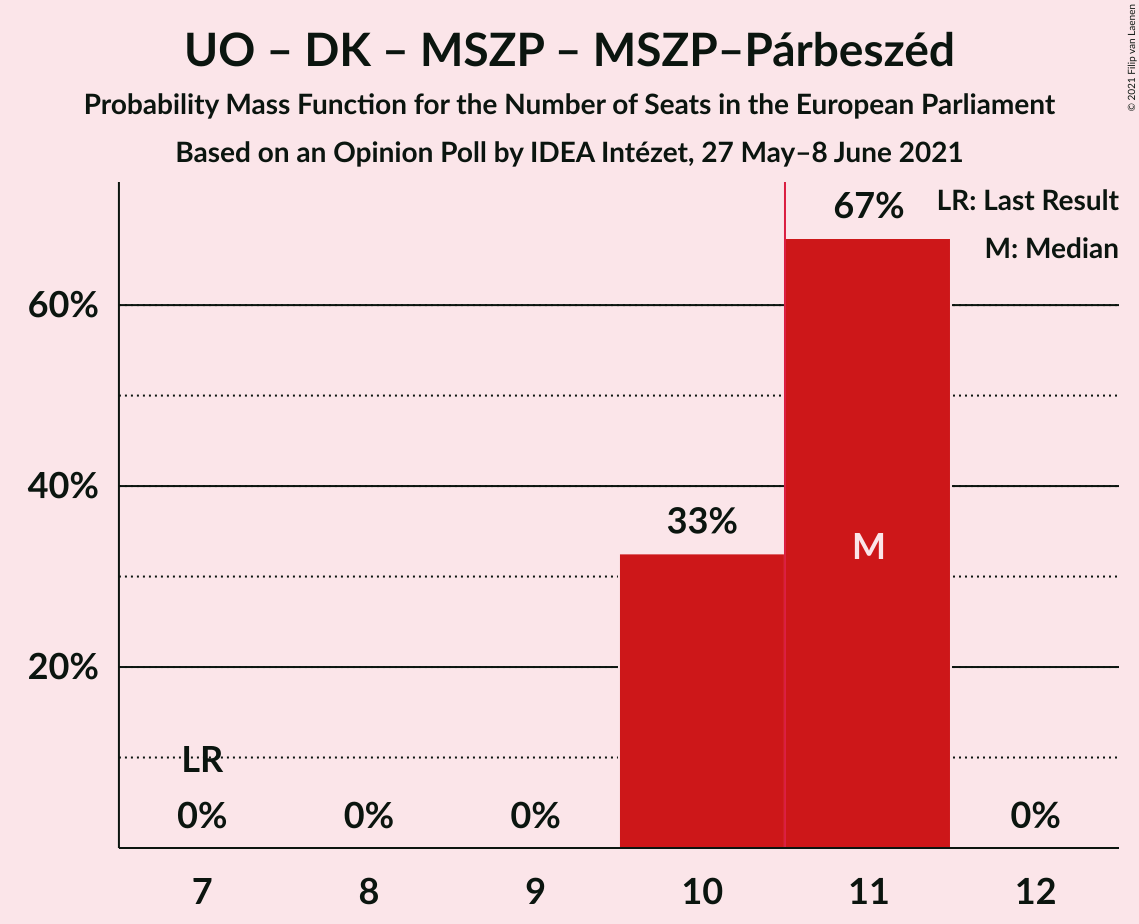 UO – DK – MSZP – MSZP–Párbeszéd
Probability Mass Function for the Number of Seats in the European Parliament
Based on an Opinion Poll by IDEA Intézet, 27 May–8 June 2021
© 2021 Filip van Laenen
LR: Last Result
M: Median
67%
60%
40%
33%
M
20%
LR
0%
0%
0%
0%
7
8
9
10
11
12